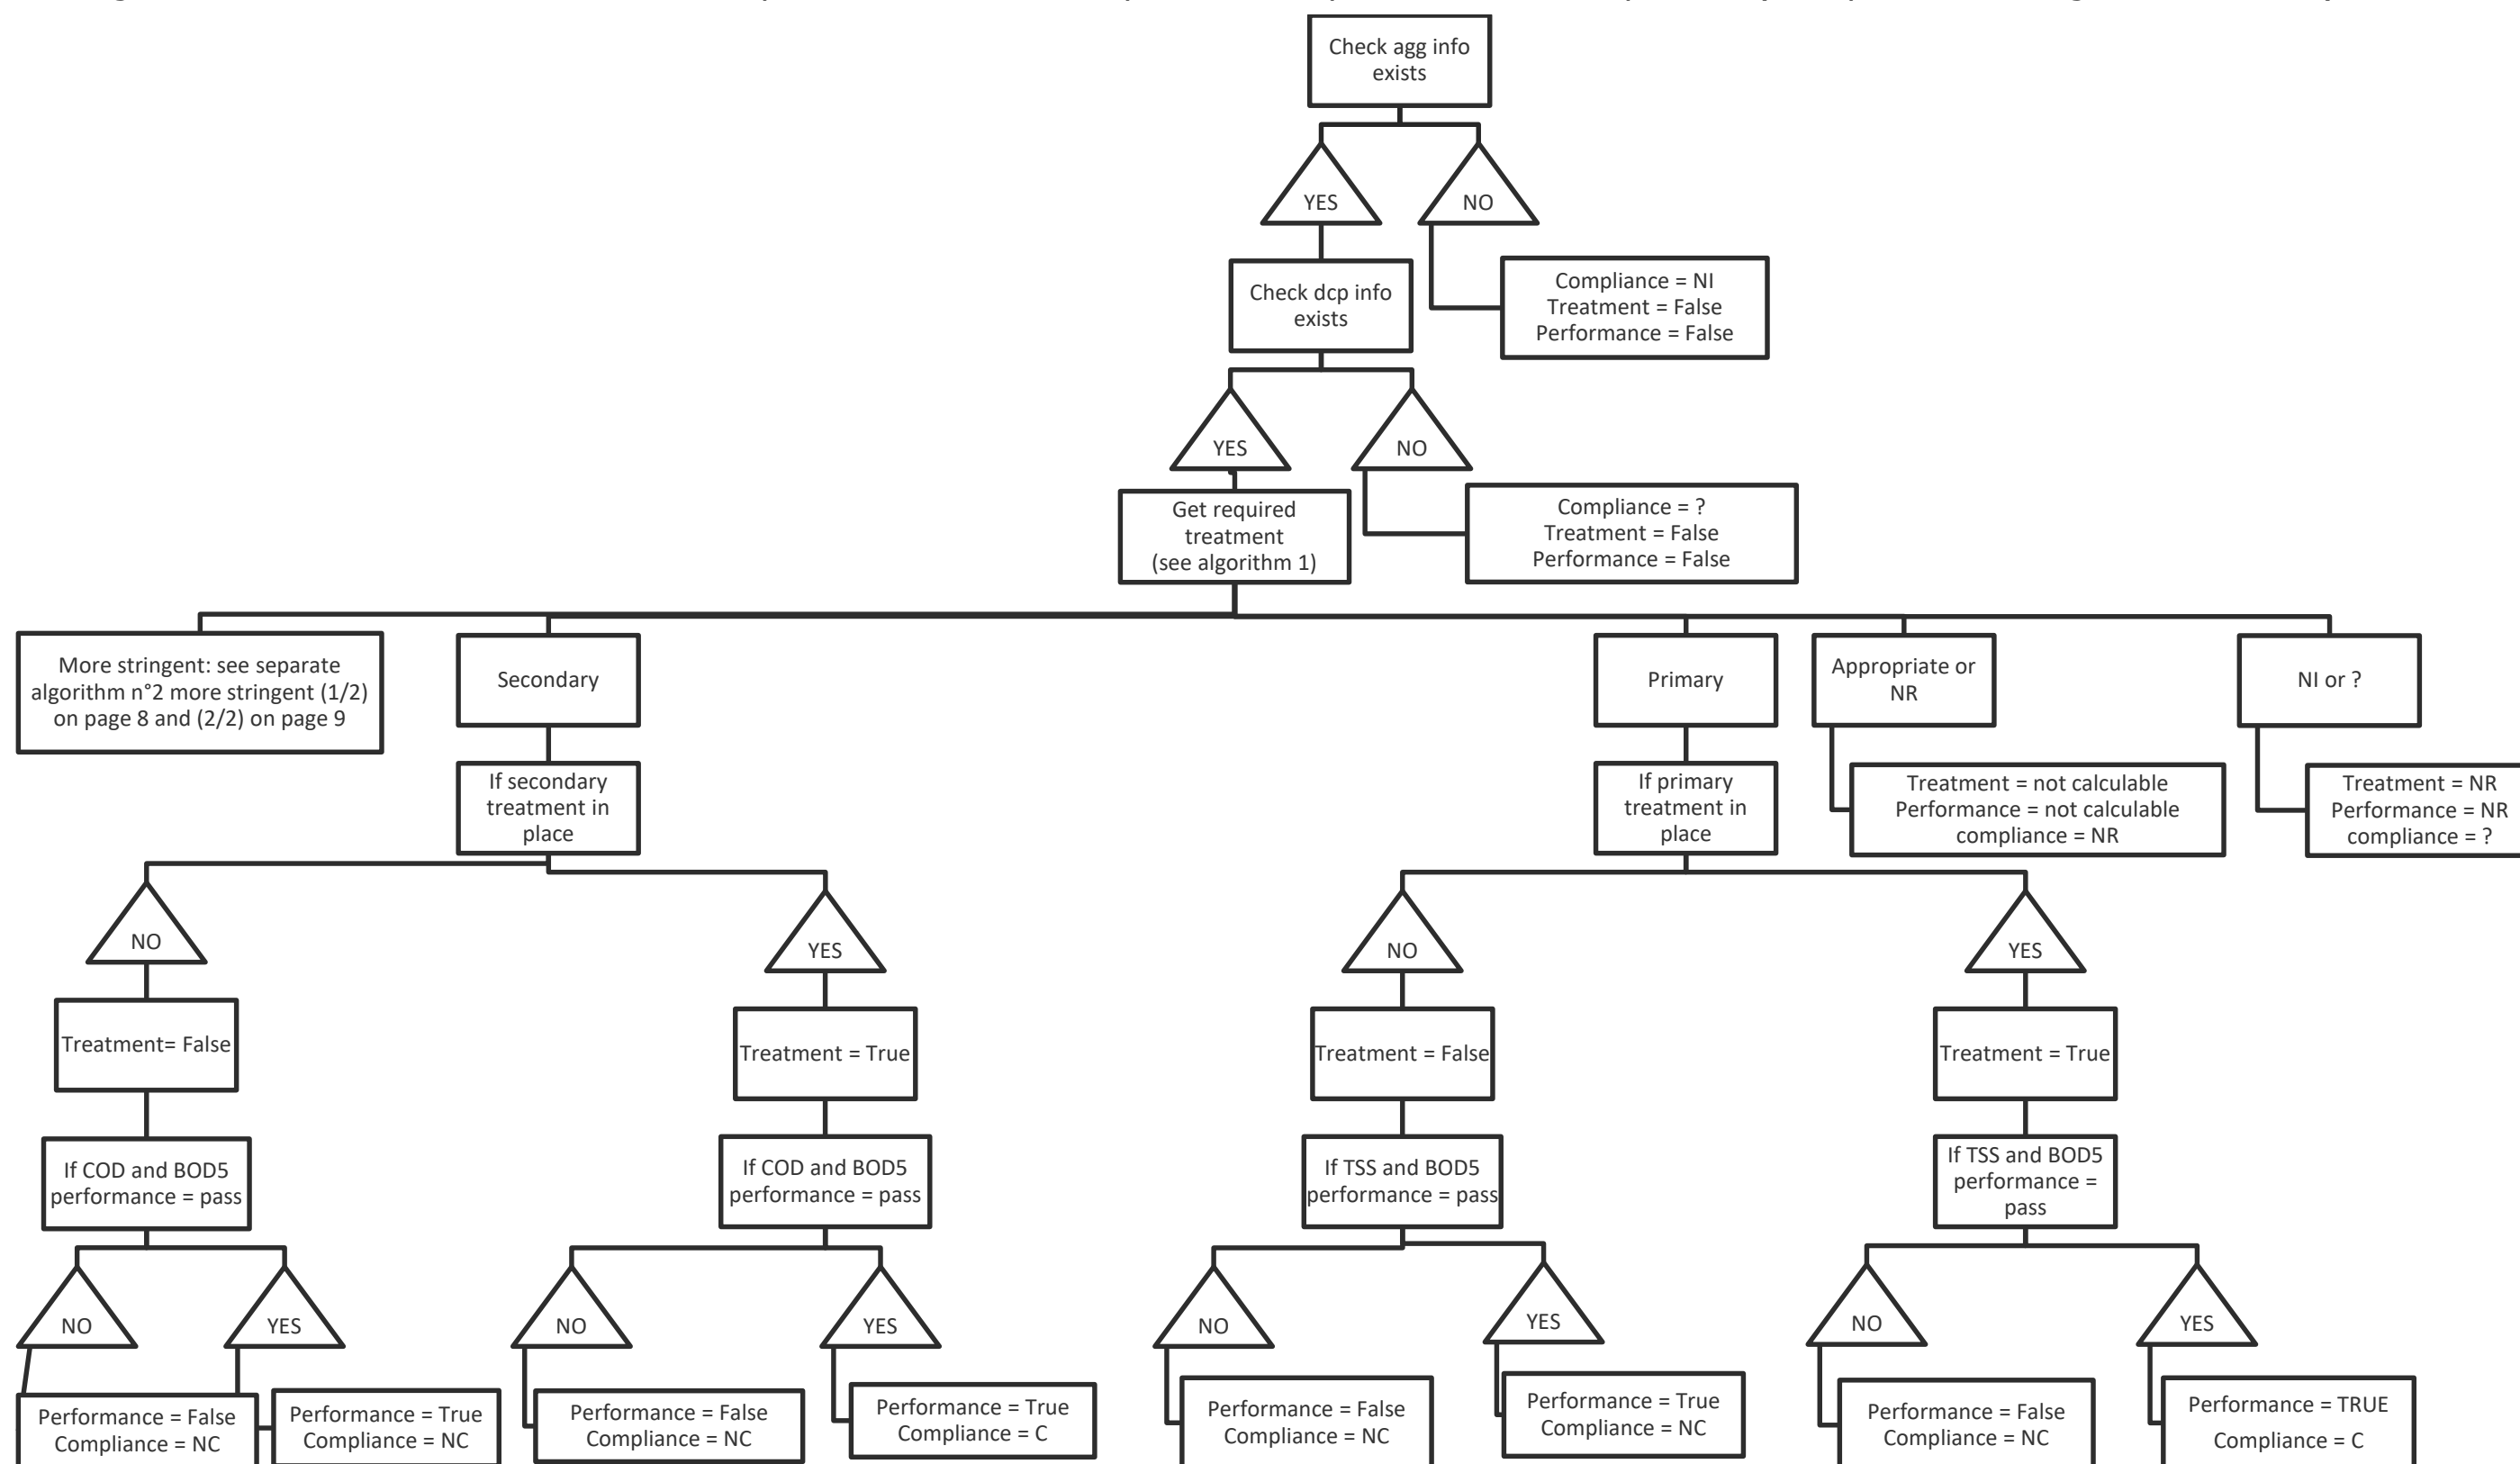 Check agg info
exists
YES
NO
Check dcp info
exists
Compliance = NI
Treatment = False
Performance = False
YES
NO
Get required
treatment
(see algorithm 1)
Compliance = ?
Treatment = False
Performance = False
More stringent: see separate
algorithm n°2 more stringent (1/2)
on page 8 and (2/2) on page 9
Secondary
Primary
Appropriate or
NR
NI or ?
If secondary
treatment in
place
If primary
treatment in
place
Treatment = not calculable
Performance = not calculable
compliance = NR
Treatment = NR
Performance = NR
compliance = ?
NO
YES
NO
YES
Treatment= False
Treatment = True
Treatment = False
Treatment = True
If COD and BOD5
performance = pass
If COD and BOD5
performance = pass
If TSS and BOD5
performance = pass
If TSS and BOD5
performance =
pass
NO
YES
NO
YES
NO
YES
NO
YES
Performance = False
Compliance = NC
Performance = True
Compliance = NC
Performance = False
Compliance = NC
Performance = True
Compliance = C
Performance = False
Compliance = NC
Performance = True
Compliance = NC
Performance = False
Compliance = NC
Performance = TRUE
Compliance = C